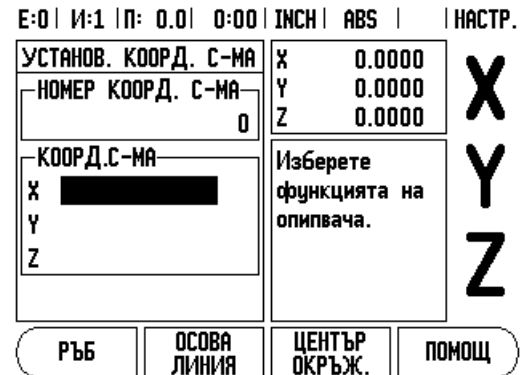 E:0 | И:1 | П: 0.0 | 0:00 | INCH | ABS | | НАСТР.
УСТАНОВ. КООРД. С-МА
НОМЕР КООРД. С-МА
0
КООРД.С-МА
X
Y
Z
X 0.0000
Y 0.0000
Z 0.0000
Изберете
функцията на
опипвача.
X
Y
Z
РЪБ
ОСОВА
ЛИНИЯ
ЦЕНТЪР
ОКРЪЖ.
ПОМОЩ